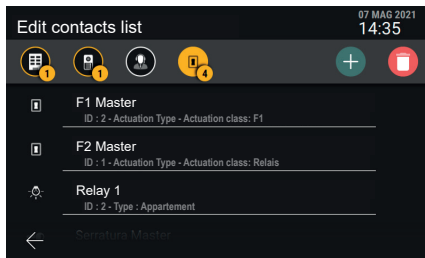 Edit contacts list
07 MAG 2021
14:35
1
1
4
F1 Master
ID : 2 - Actuation Type - Actuation class: F1
F2 Master
ID : 1 - Actuation Type - Actuation class: Relais
Relay 1
ID : 2 - Type : Appartement
Serratura Master